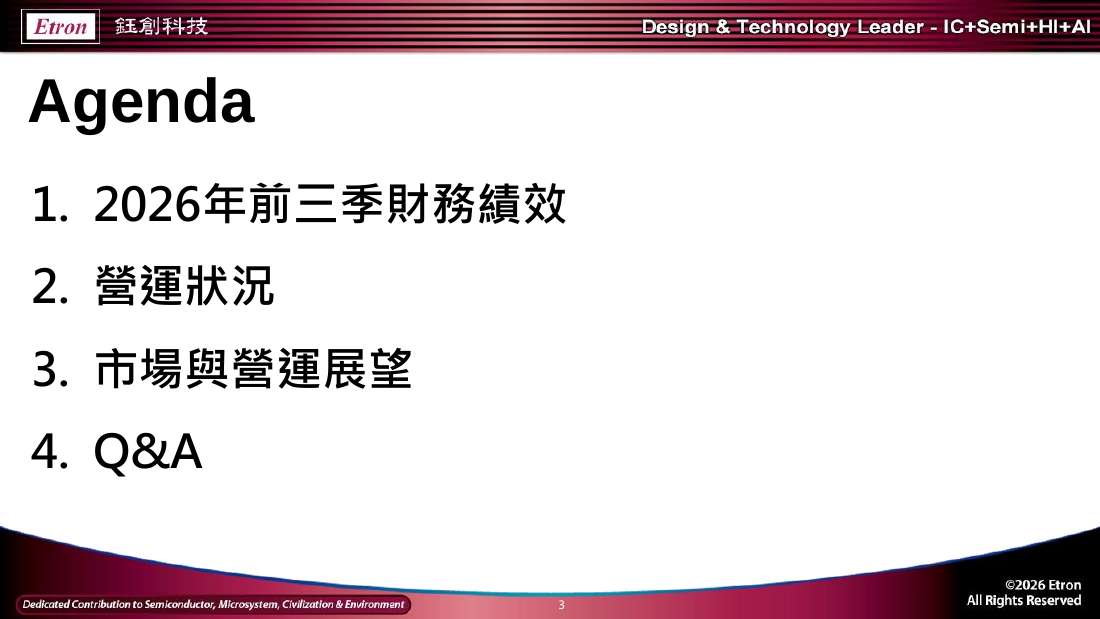 Etron 鈺創科技
Design & Technology Leader - IC+Semi+HI+AI
Agenda
1. 2026年前三季財務績效
2. 營運狀況
3. 市場與營運展望
4. Q&A
©2026 Etron
All Rights Reserved
Dedicated Contribution to Semiconductor, Microsystem, Civilization & Environment
3